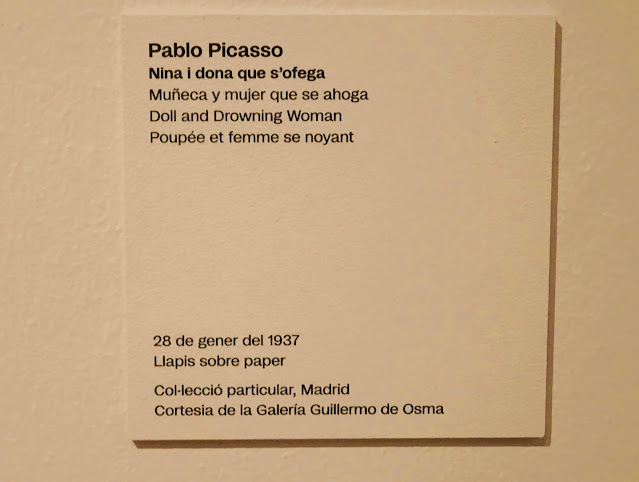 Pablo Picasso
Nina i dona que s’ofega
Muñeca y mujer que se ahoga
Doll and Drowning Woman
Poupée et femme se noyant
28 de gener del 1937
Llapis sobre paper
Col·lecció particular, Madrid
Cortesia de la Galería Guillermo de Osma